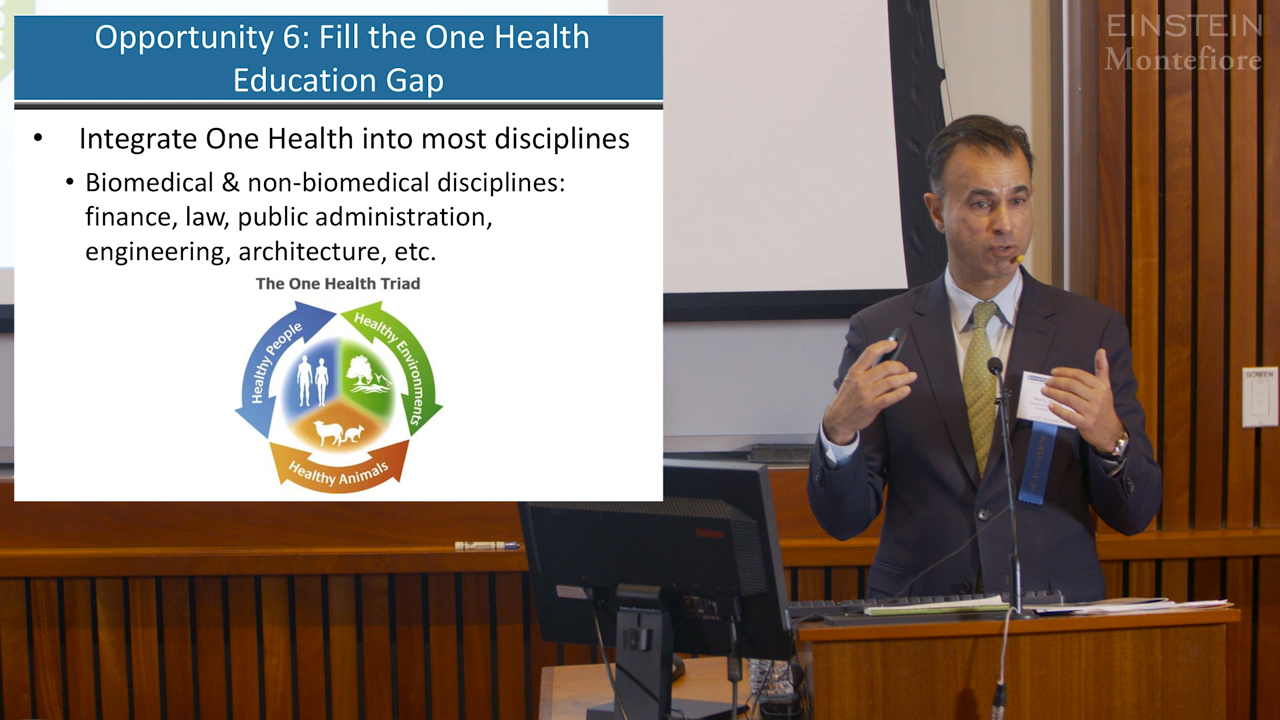 Opportunity 6: Fill the One Health
Education Gap
• Integrate One Health into most disciplines
• Biomedical & non-biomedical disciplines:
finance, law, public administration,
engineering, architecture, etc.
The One Health Triad
Healthy People
Healthy Environments
Healthy Animals
EINSTEIN
Montefiore
SCREEN